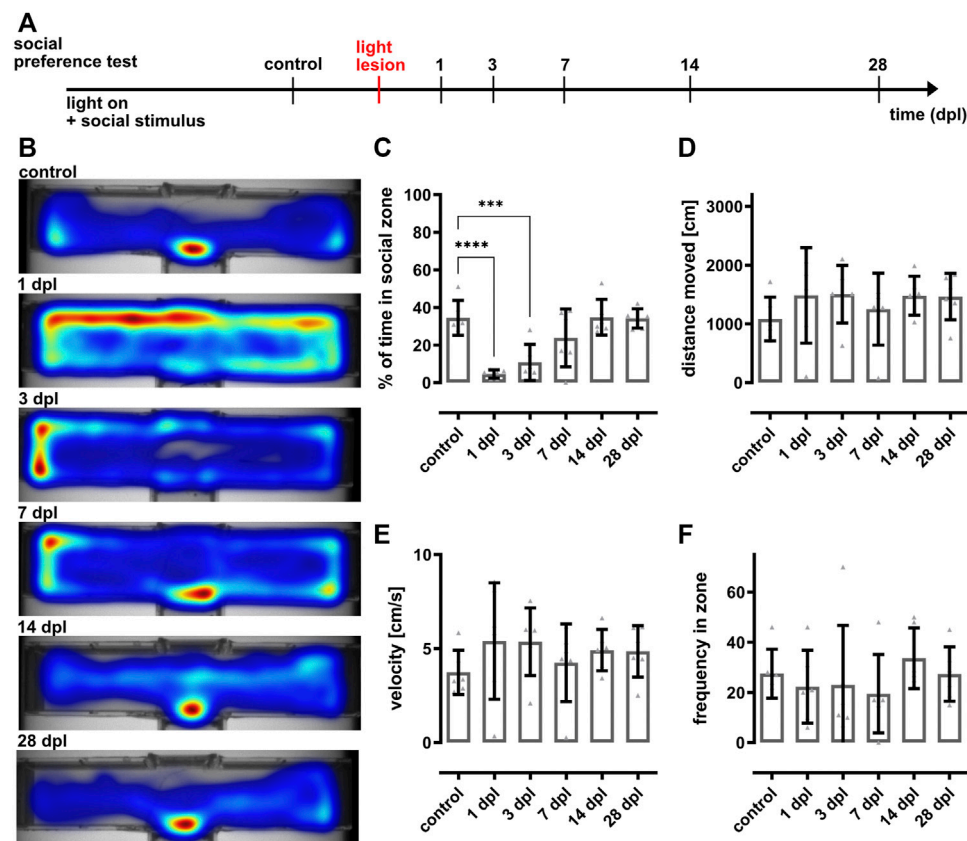 A
social
preference test
control
light
lesion
1
3
7
14
28
light on
+ social stimulus
time (dpl)
B
control
1 dpl
3 dpl
7 dpl
14 dpl
28 dpl
C
% of time in social zone
100
80
60
40
20
0
***
****
control
1 dpl
3 dpl
7 dpl
14 dpl
28 dpl
D
distance moved [cm]
3000
2000
1000
0
control
1 dpl
3 dpl
7 dpl
14 dpl
28 dpl
E
velocity [cm/s]
10
5
0
control
1 dpl
3 dpl
7 dpl
14 dpl
28 dpl
F
frequency in zone
60
40
20
0
control
1 dpl
3 dpl
7 dpl
14 dpl
28 dpl